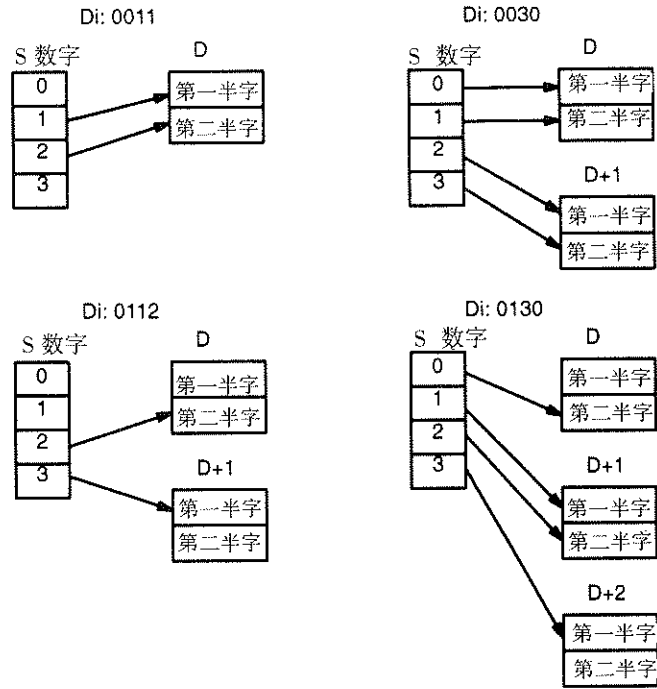 Di: 0011
S 数字
D
0
1
2
3
第一半字
第二半字
Di: 0030
S 数字
D
0
1
2
3
第一半字
第二半字
D+1
第一半字
第二半字
Di: 0112
S 数字
D
0
1
2
3
第一半字
第二半字
D+1
第一半字
第二半字
Di: 0130
S 数字
D
0
1
2
3
第一半字
第二半字
D+1
第一半字
第二半字
D+2
第一半字
第二半字